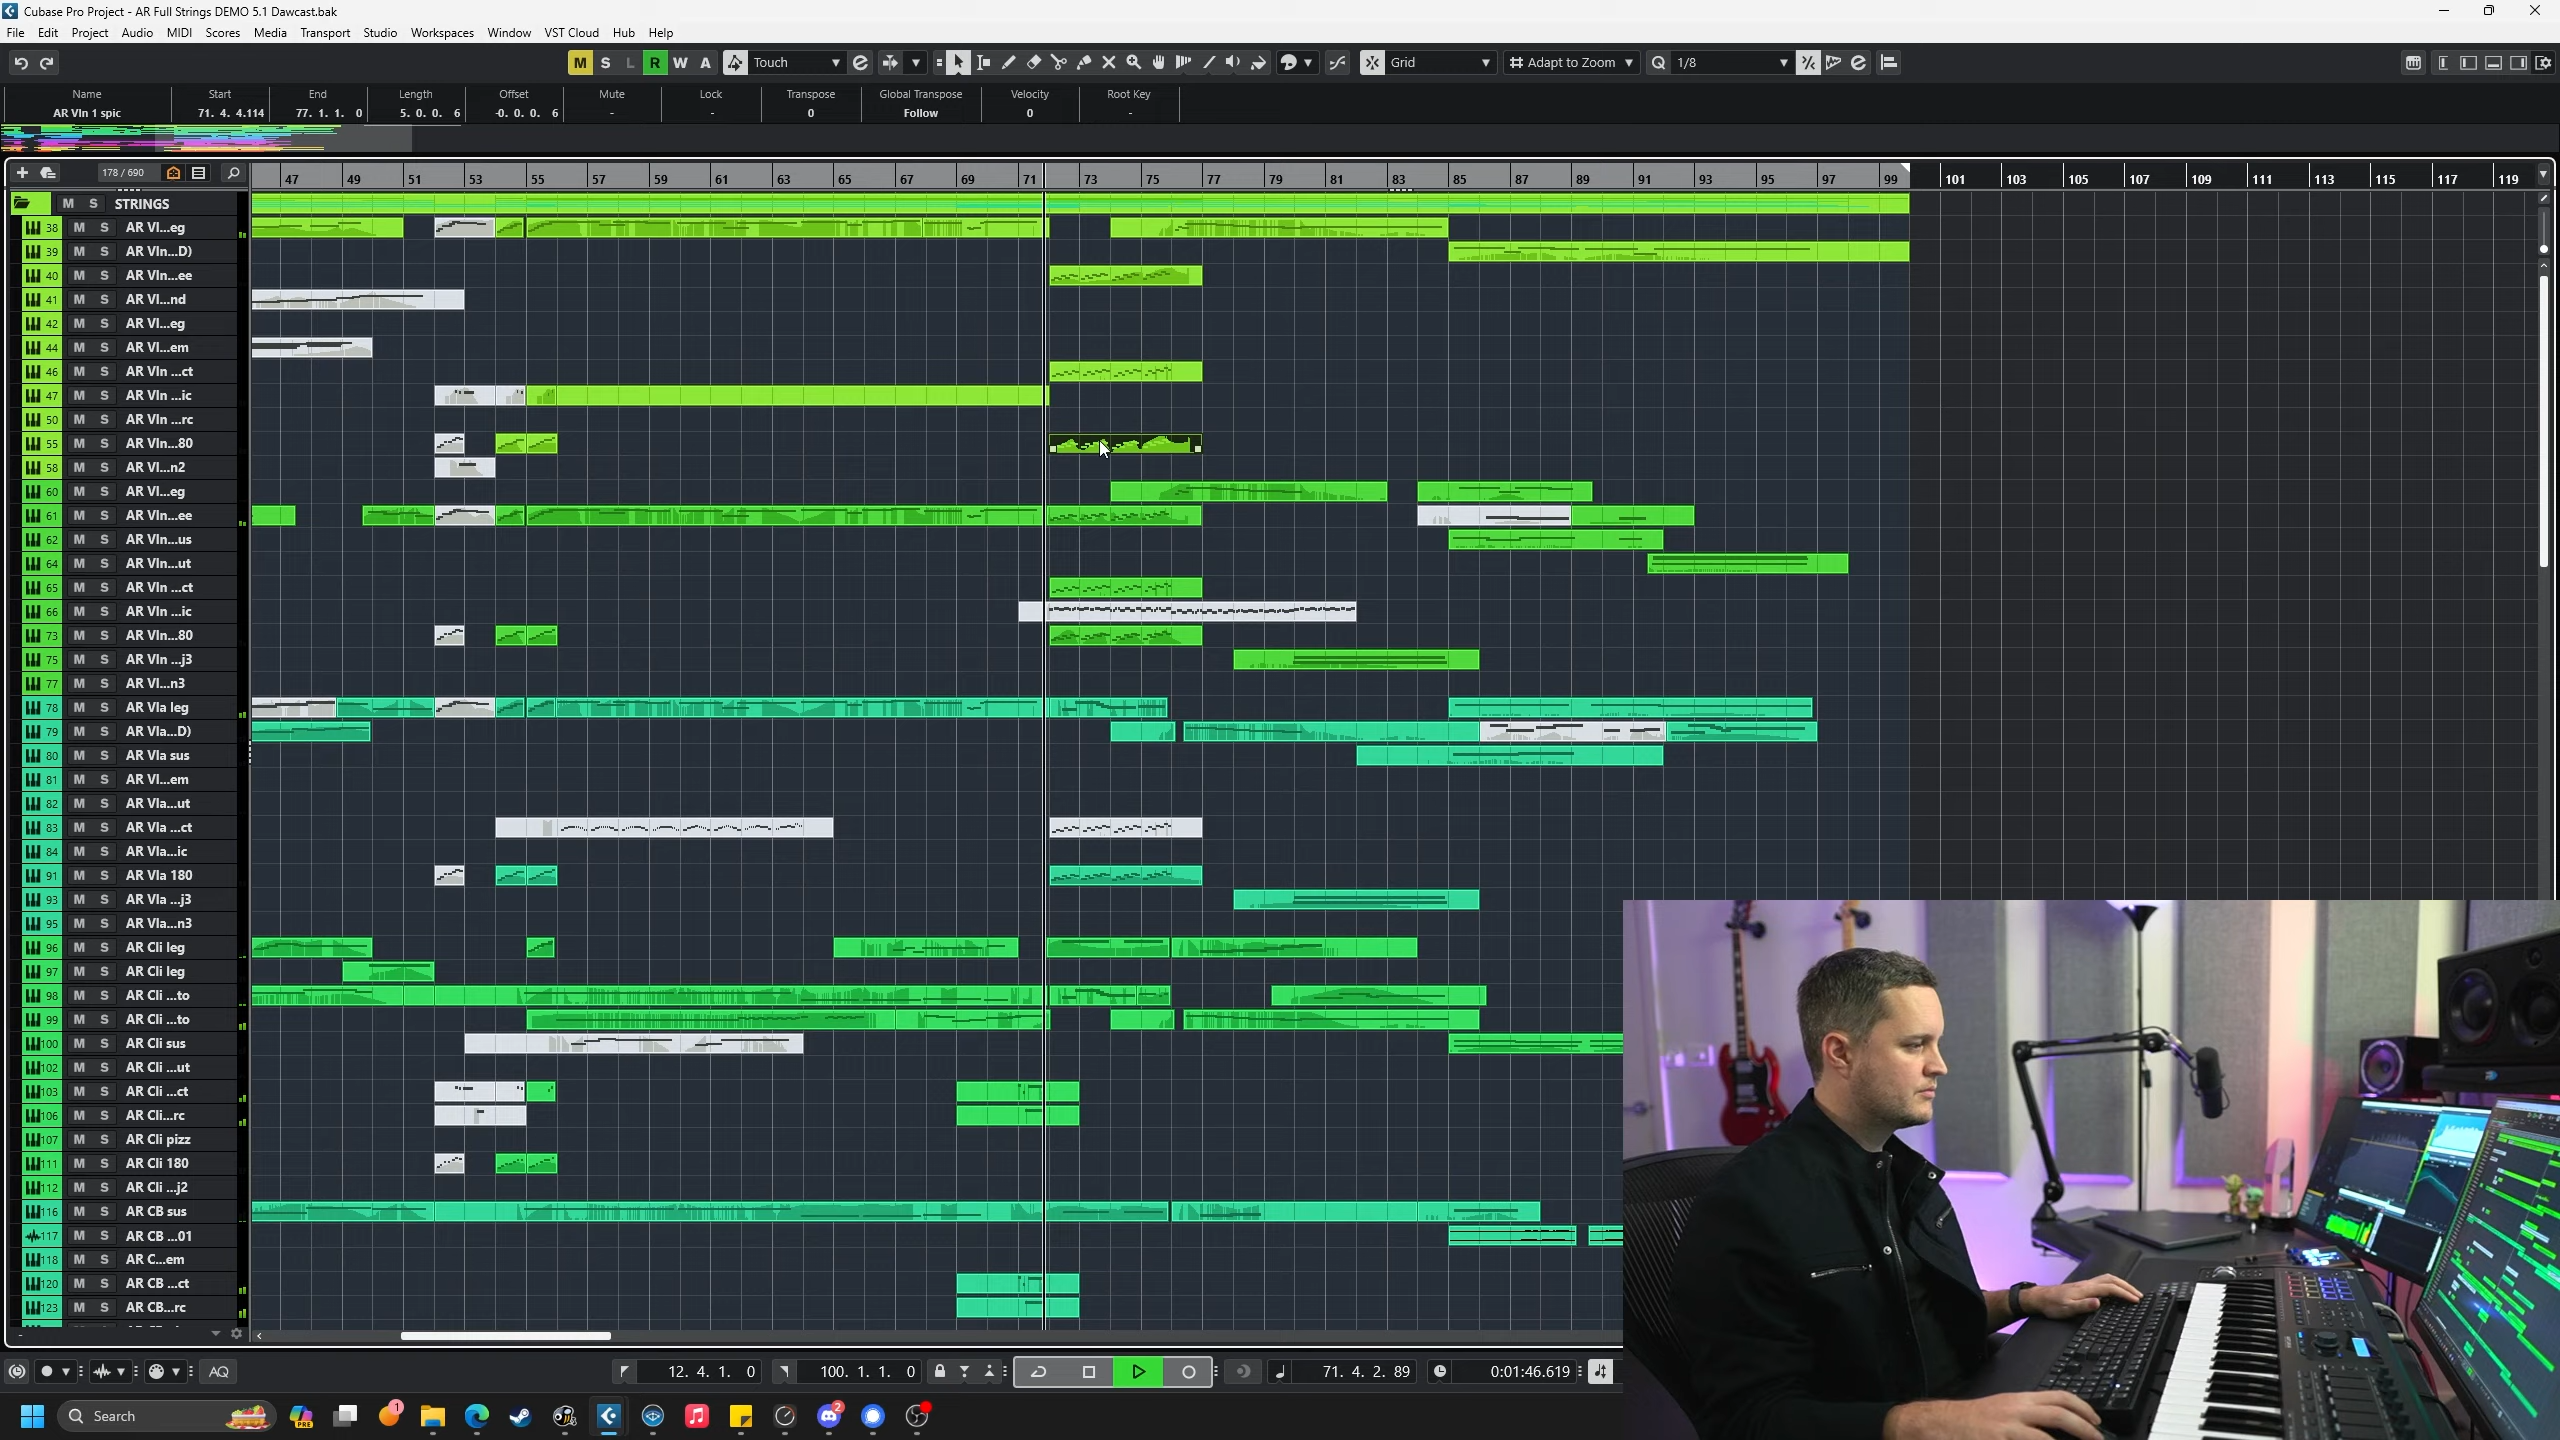 Cubase Pro Project - AR Full Strings DEMO 5.1 Dawcast.bak
File Edit Project Audio MIDI Scores Media Transport Studio Workspaces Window VST Cloud Hub Help
M S L R W A Touch Grid Adapt to Zoom Q 1/8
Name Start End Length Offset Mute Lock Transpose Global Transpose Velocity Root Key
AR Vln 1 spic 71. 4. 4.114 77. 1. 1. 0 5. 0. 0. 6 -0. 0. 0. 6 - - 0 Follow 0 -
178 / 690 47 49 51 53 55 57 59 61 63 65 67 69 71 73 75 77 79 81 83 85 87 89 91 93 95 97 99 101 103 105 107 109 111 113 115 117 119
M S STRINGS
38 M S AR Vl...eg
39 M S AR Vln...D)
40 M S AR Vln...ee
41 M S AR Vl...nd
42 M S AR Vl...eg
44 M S AR Vl...em
46 M S AR Vln ...ct
47 M S AR Vln ...ic
50 M S AR Vln ...rc
55 M S AR Vln...80
58 M S AR Vl...n2
60 M S AR Vl...eg
61 M S AR Vln...ee
62 M S AR Vln...us
64 M S AR Vln...ut
65 M S AR Vln ...ct
66 M S AR Vln ...ic
73 M S AR Vln...80
75 M S AR Vln ...j3
77 M S AR Vl...n3
78 M S AR Vla leg
79 M S AR Vla...D)
80 M S AR Vla sus
81 M S AR Vl...em
82 M S AR Vla...ut
83 M S AR Vla ...ct
84 M S AR Vla...ic
91 M S AR Vla 180
93 M S AR Vla ...j3
95 M S AR Vla...n3
96 M S AR Cli leg
97 M S AR Cli leg
98 M S AR Cli ...to
99 M S AR Cli ...to
100 M S AR Cli sus
102 M S AR Cli ...ut
103 M S AR Cli ...ct
106 M S AR Cli...rc
107 M S AR Cli pizz
111 M S AR Cli 180
112 M S AR Cli ...j2
116 M S AR CB sus
117 M S AR CB ...01
118 M S AR C...em
120 M S AR CB ...ct
123 M S AR CB...rc
AQ 12. 4. 1. 0 100. 1. 1. 0 71. 4. 2. 89 0:01:46.619
Search PRE 1 2